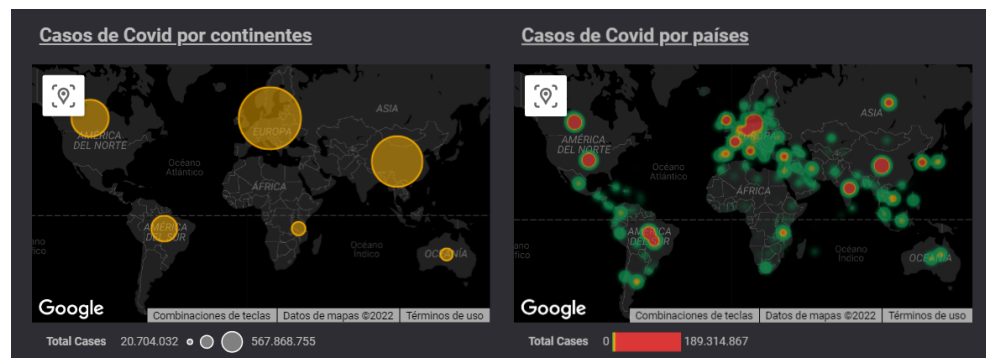 Casos de Covid por continentes
AMÉRICA
DEL NORTE
EUROPA
ASIA
Océano
Atlántico
ÁFRICA
AMÉRICA
DEL SUR
Océano
Índico
OCEANÍA
Google
Combinaciones de teclas
Datos de mapas ©2022
Términos de uso
Total Cases 20.704.032 567.868.755
Casos de Covid por países
AMÉRICA
DEL NORTE
ASIA
Océano
Atlántico
ÁFRICA
AMÉRICA
DEL SUR
Océano
Índico
Google
Combinaciones de teclas
Datos de mapas ©2022
Términos de uso
Total Cases 0 189.314.867